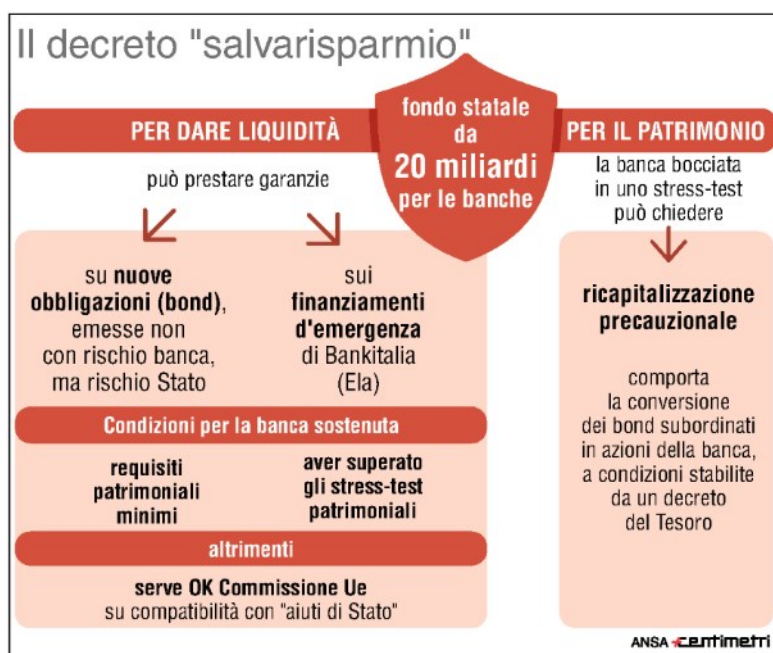 Il decreto "salvarisparmio"
fondo statale
da
20 miliardi
per le banche
PER DARE LIQUIDITÀ
può prestare garanzie
su nuove
obbligazioni (bond),
emesse non
con rischio banca,
ma rischio Stato
sui
finanziamenti
d'emergenza
di Bankitalia
(Ela)
Condizioni per la banca sostenuta
requisiti
patrimoniali
minimi
aver superato
gli stress-test
patrimoniali
altrimenti
serve OK Commissione Ue
su compatibilità con "aiuti di Stato"
PER IL PATRIMONIO
la banca bocciata
in uno stress-test
può chiedere
ricapitalizzazione
precauzionale
comporta
la conversione
dei bond subordinati
in azioni della banca,
a condizioni stabilite
da un decreto
del Tesoro
ANSA centimetri